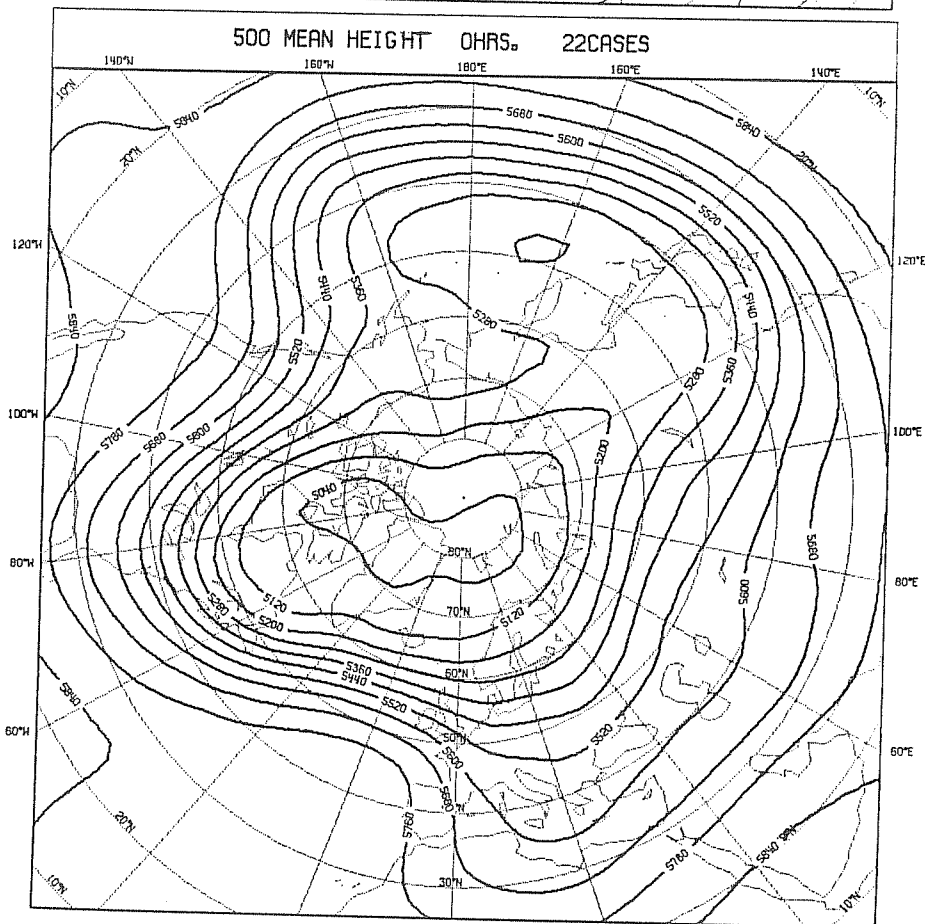 500 MEAN HEIGHT 0HRS. 22CASES
140°W 160°W 180°E 160°E 140°E
10°N 10°N
5680 5840
5040 5600
20°N 20°N
5520
120°W 120°E
5440 5360 5440
5840 5280
5520 5280 5360
100°W 100°E
5760 5680 5600 5200
5040
5680
80°W 80°N 80°E
5600
5280 5120 70°N 5120
5200
5360 60°N
5440
5840 5520
60°W 50°N 5520 60°E
5600
5680
5760
20°N
5760 5840
30°N
10°N 10°N